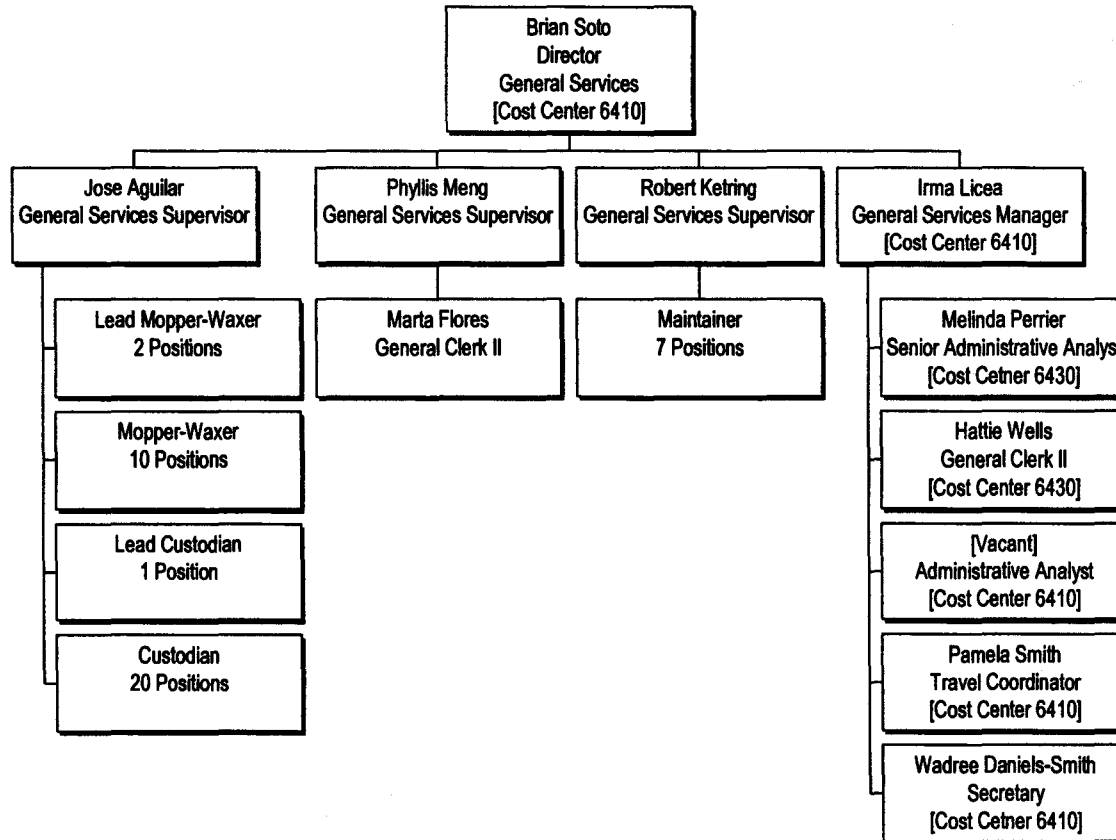 Brian Soto
Director
General Services
[Cost Center 6410]
Jose Aguilar
General Services Supervisor
Phyllis Meng
General Services Supervisor
Robert Ketring
General Services Supervisor
Irma Licea
General Services Manager
[Cost Center 6410]
Lead Mopper-Waxer
2 Positions
Mopper-Waxer
10 Positions
Lead Custodian
1 Position
Custodian
20 Positions
Marta Flores
General Clerk II
Maintainer
7 Positions
Melinda Perrier
Senior Administrative Analys
[Cost Cetner 6430]
Hattie Wells
General Clerk II
[Cost Center 6430]
[Vacant]
Administrative Analyst
[Cost Center 6410]
Pamela Smith
Travel Coordinator
[Cost Center 6410]
Wadree Daniels-Smith
Secretary
[Cost Cetner 6410]